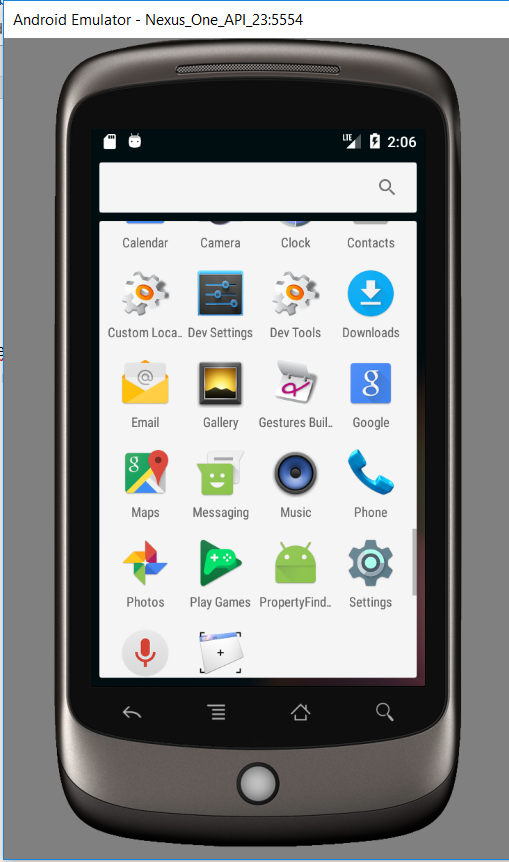 Android Emulator - Nexus_One_API_23:5554
LTE 2:06
Calendar Camera Clock Contacts
Custom Loca.. Dev Settings Dev Tools Downloads
Email Gallery Gestures Buil.. Google
Maps Messaging Music Phone
Photos Play Games PropertyFind.. Settings